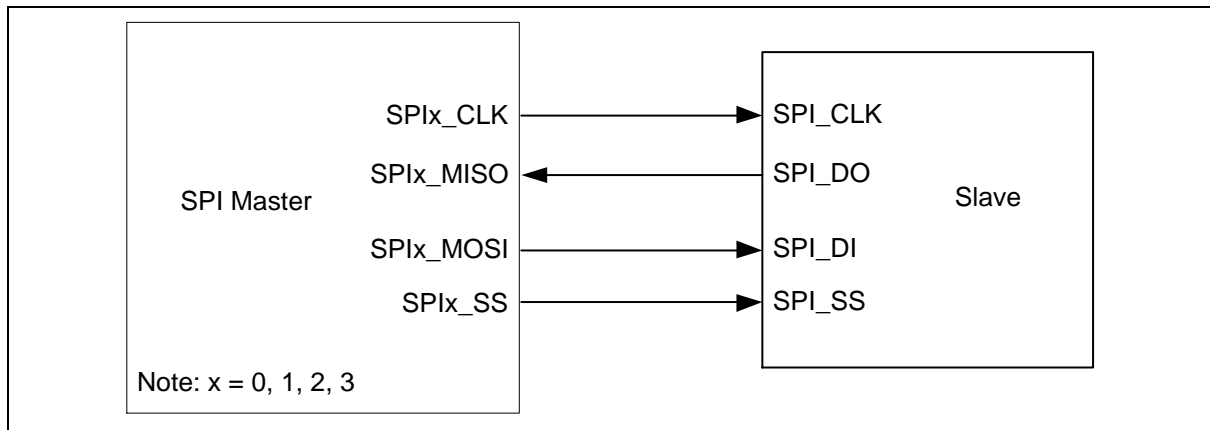 SPI Master
SPIx_CLK
SPIx_MISO
SPIx_MOSI
SPIx_SS
Note: x = 0, 1, 2, 3
SPI_CLK
SPI_DO
SPI_DI
SPI_SS
Slave